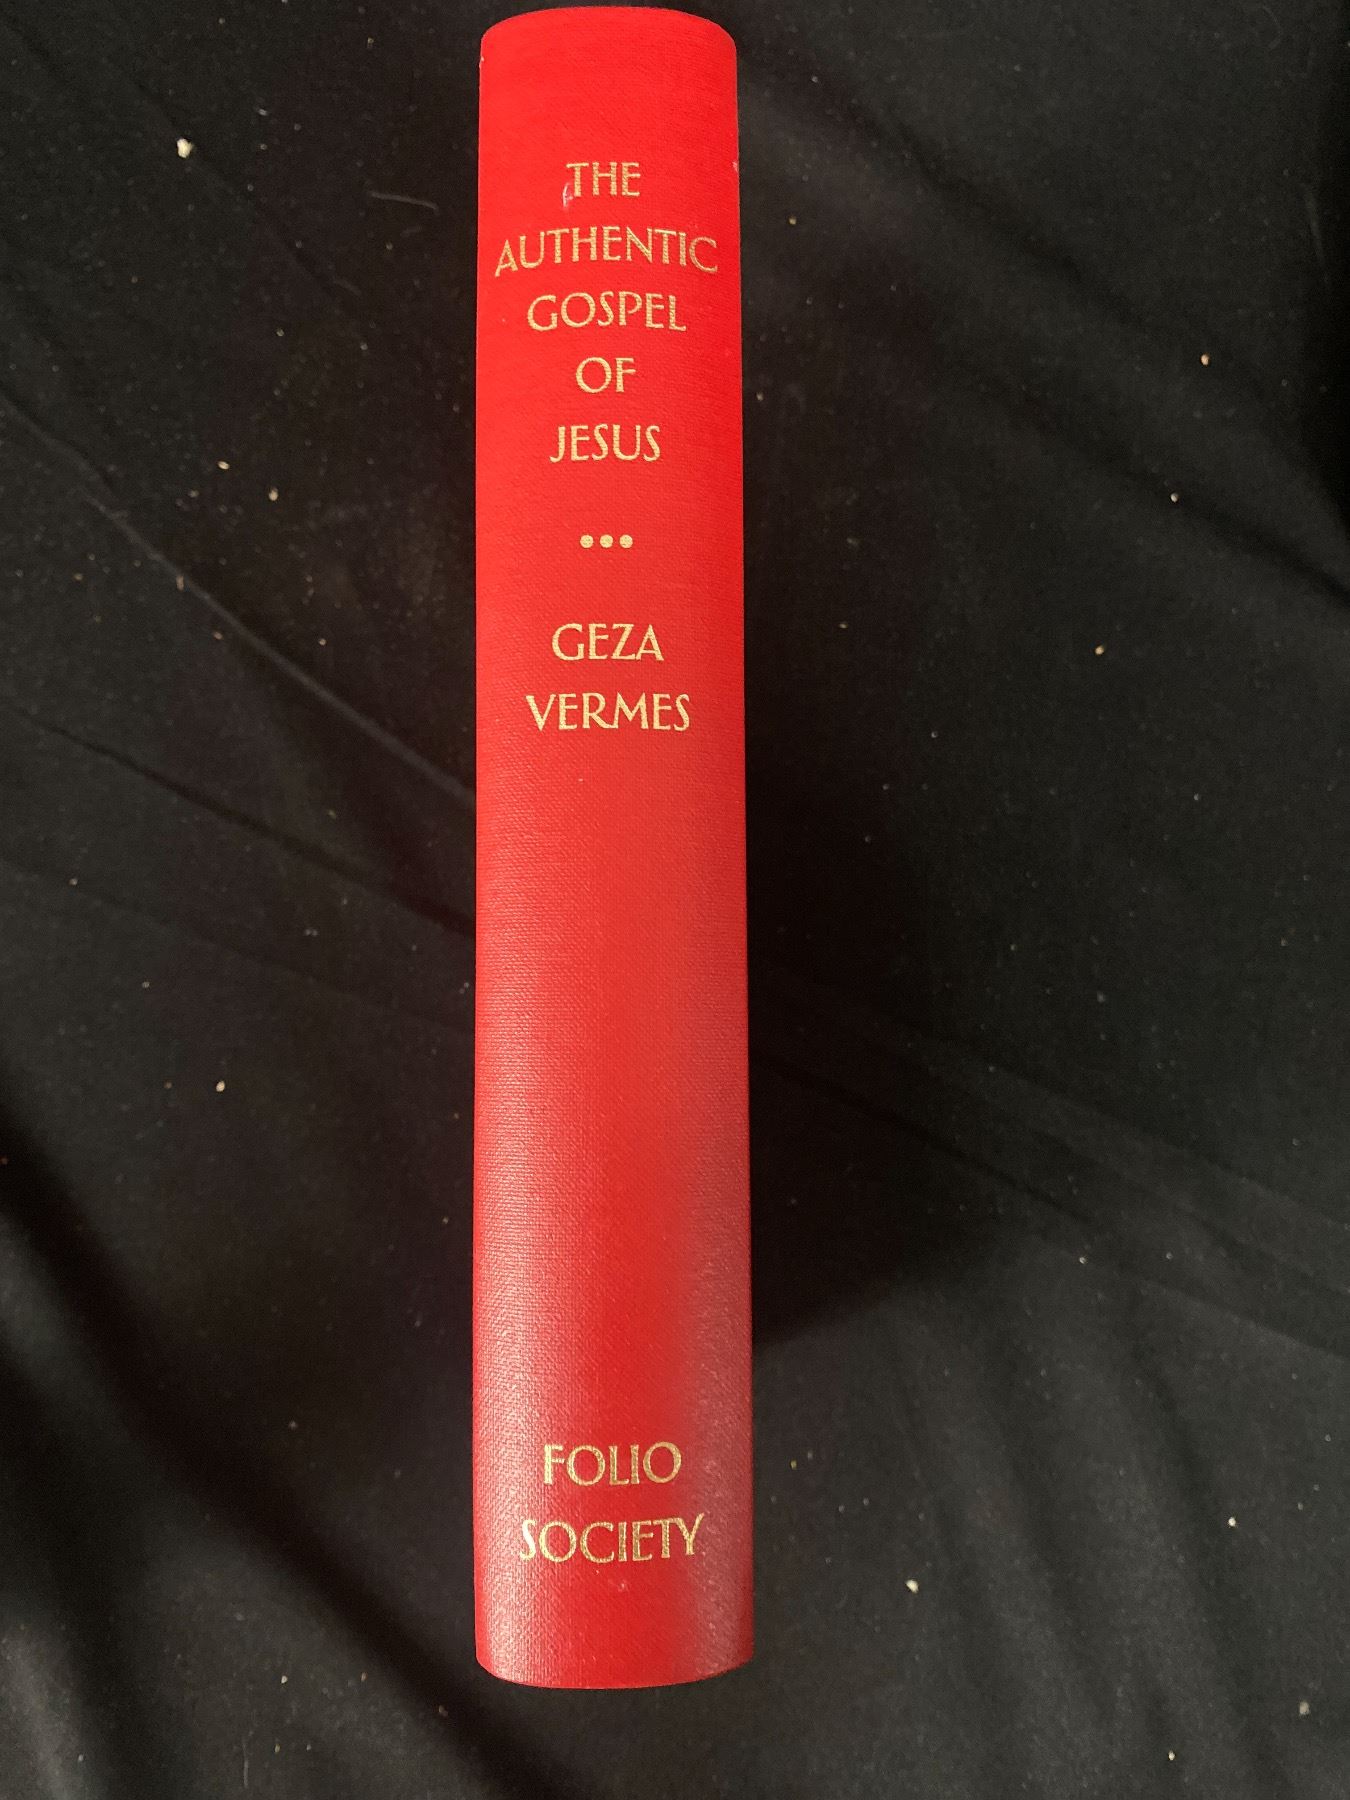 THE
AUTHENTIC
GOSPEL
OF
JESUS
•••
GEZA
VERMES
FOLIO
SOCIETY